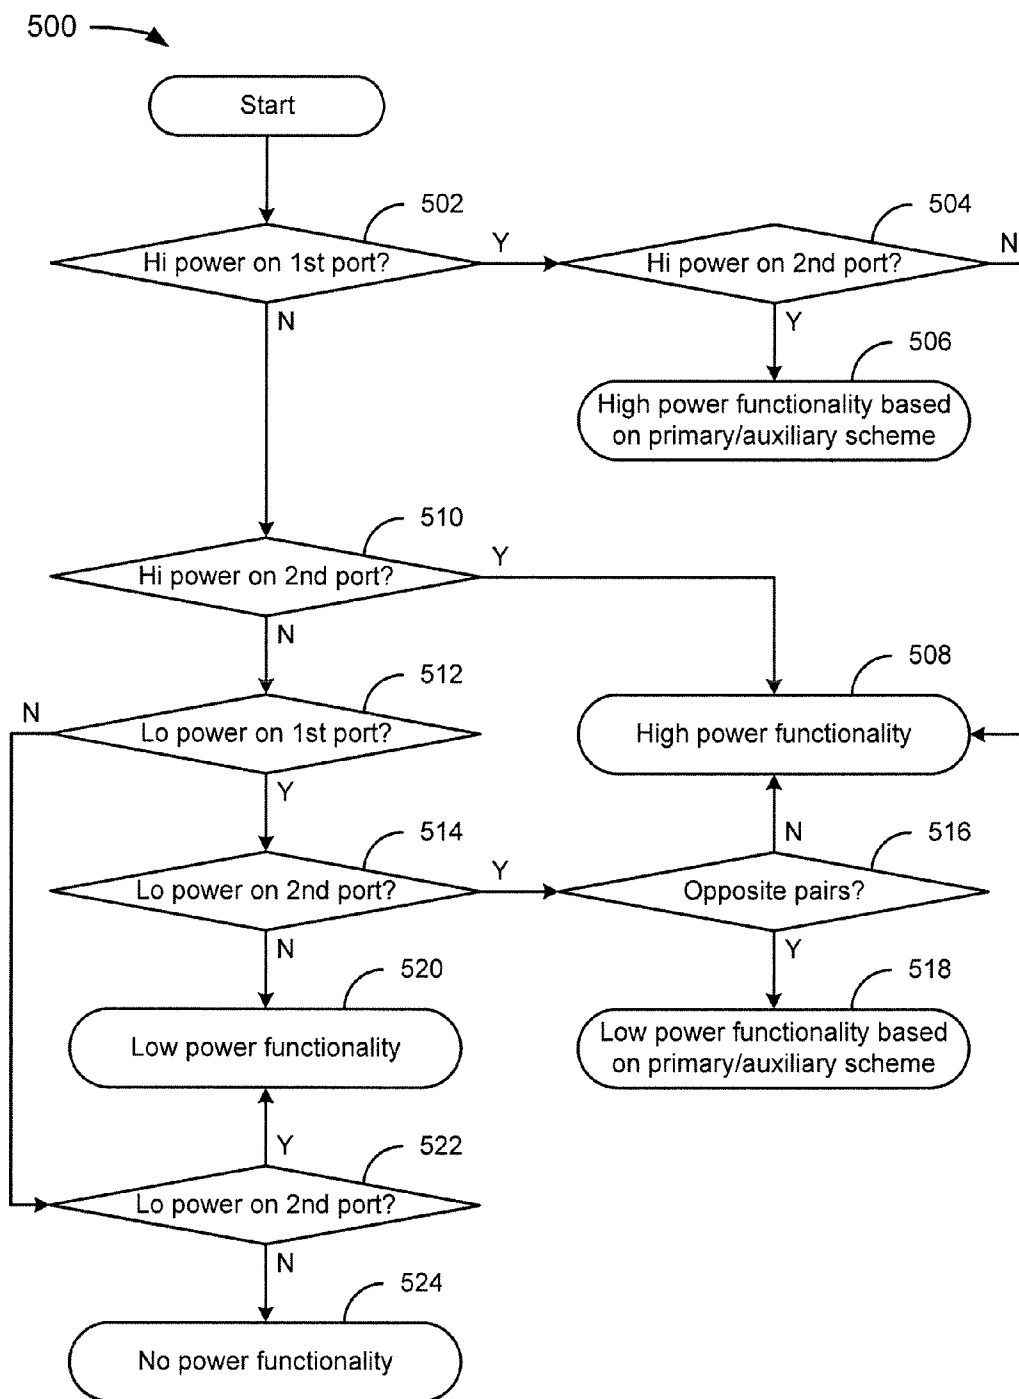 500
Start
502
Hi power on 1st port?
Y
N
504
Hi power on 2nd port?
N
Y
506
High power functionality based
on primary/auxiliary scheme
510
Hi power on 2nd port?
Y
N
508
High power functionality
512
Lo power on 1st port?
N
Y
514
Lo power on 2nd port?
Y
N
516
Opposite pairs?
N
Y
518
Low power functionality based
on primary/auxiliary scheme
520
Low power functionality
522
Lo power on 2nd port?
Y
N
524
No power functionality